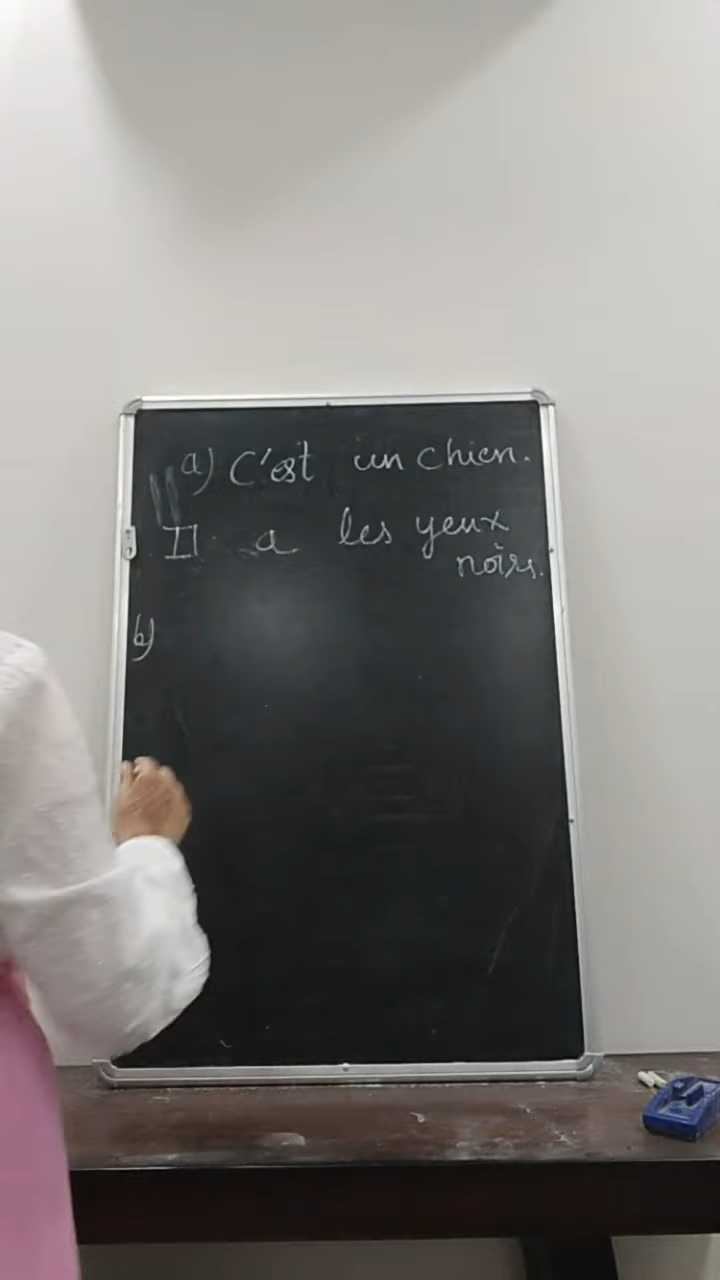 a) C'est un chien.
Il a les yeux
noirs.
b)